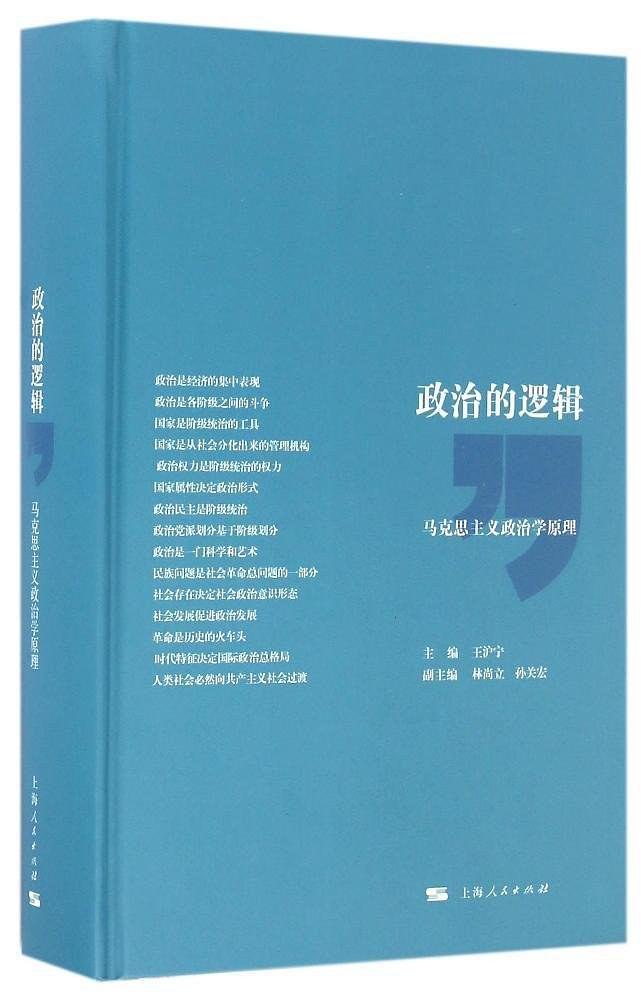 政治的逻辑
马克思主义政治学原理
上海人民出版社
政治是经济的集中表现
政治是各阶级之间的斗争
国家是阶级统治的工具
国家是从社会分化出来的管理机构
政治权力是阶级统治的权力
国家属性决定政治形式
政治民主是阶级统治
政治党派划分基于阶级划分
政治是一门科学和艺术
民族问题是社会革命总问题的一部分
社会存在决定社会政治意识形态
社会发展促进政治发展
革命是历史的火车头
时代特征决定国际政治总格局
人类社会必然向共产主义社会过渡
政治的逻辑
马克思主义政治学原理
主 编 王沪宁
副主编 林尚立 孙关宏
上海人民出版社